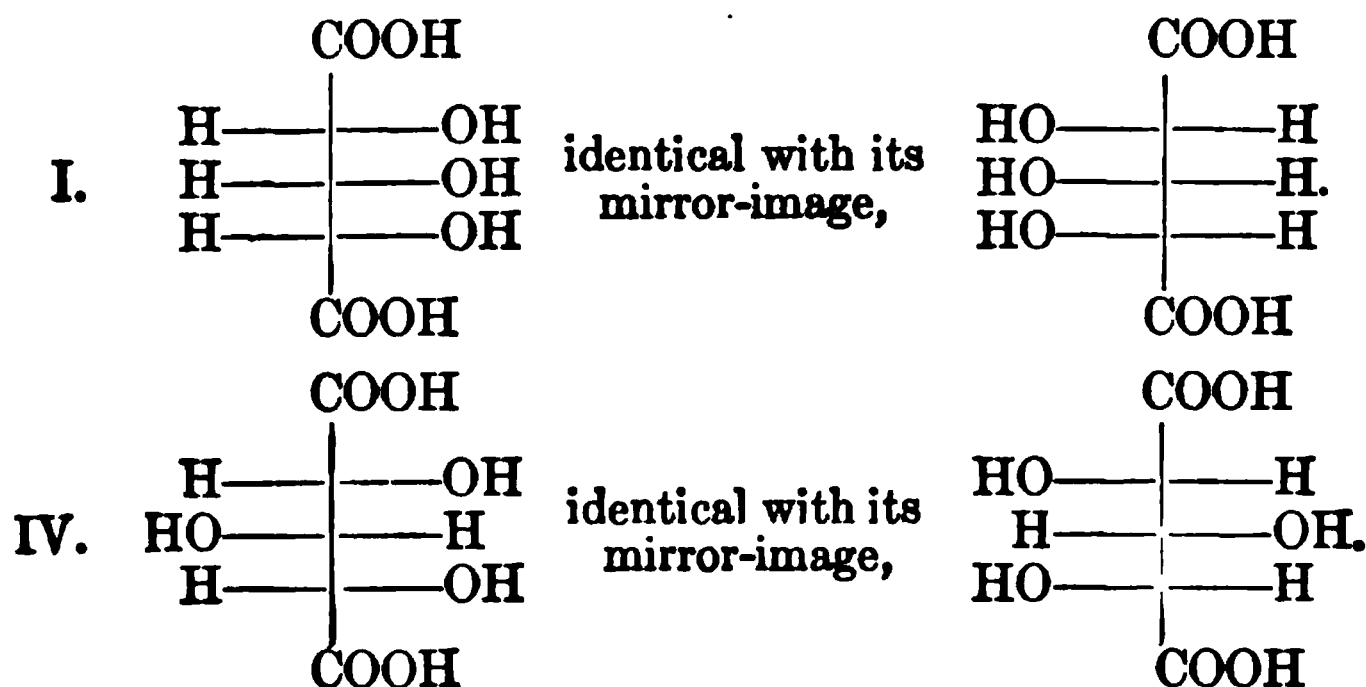 COOH COOH
H OH HO H
I. H OH identical with its mirror-image, HO H.
H OH HO H
COOH COOH
COOH COOH
H OH HO H
IV. HO H identical with its mirror-image, H OH.
H OH HO H
COOH COOH